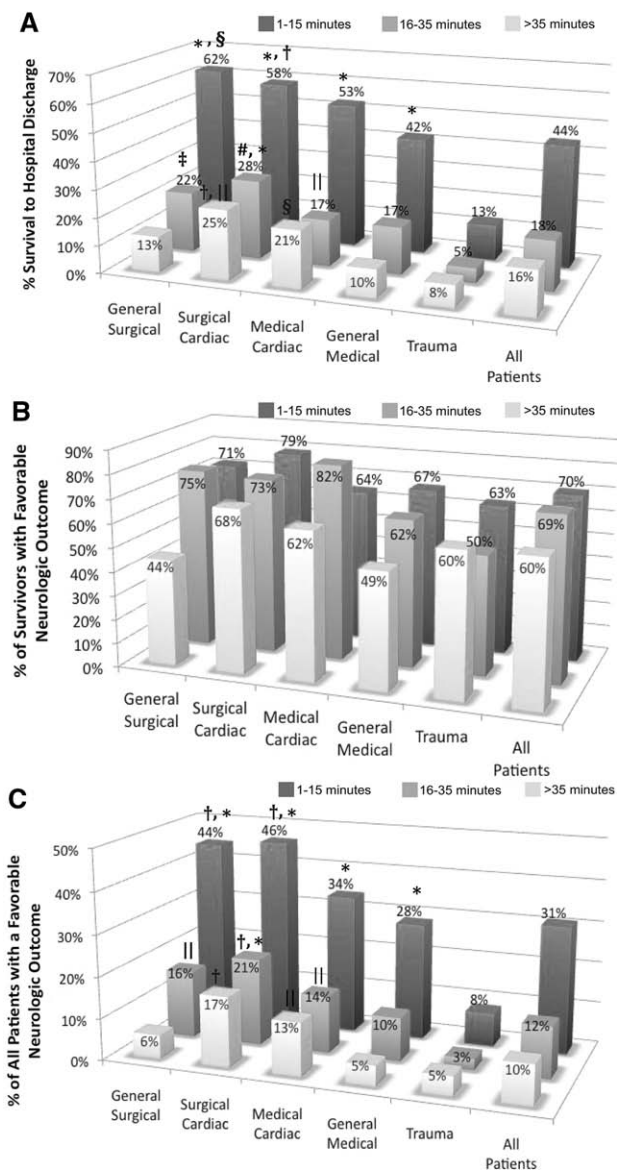 A
1-15 minutes 16-35 minutes >35 minutes
% Survival to Hospital Discharge
70%
60%
50%
40%
30%
20%
10%
0%
*, § *, † * *
62% 58% 53% 42% 13% 44%
‡ #, * ||
22% 28% 17% 17% 5% 18%
†, || §
13% 25% 21% 10% 8% 16%
General Surgical
Surgical Cardiac
Medical Cardiac
General Medical
Trauma
All Patients
B
1-15 minutes 16-35 minutes >35 minutes
% of Survivors with Favorable
Neurologic Outcome
90%
80%
70%
60%
50%
40%
30%
20%
10%
0%
71% 79% 64% 67% 63% 70%
75% 73% 82% 62% 50% 69%
44% 68% 62% 49% 60% 60%
General Surgical
Surgical Cardiac
Medical Cardiac
General Medical
Trauma
All Patients
C
1-15 minutes 16-35 minutes >35 minutes
% of All Patients with a Favorable
Neurologic Outcome
50%
40%
30%
20%
10%
0%
†, * †, * * *
44% 46% 34% 28% 8% 31%
|| †, * ||
16% 21% 14% 10% 3% 12%
† ||
6% 17% 13% 5% 5% 10%
General Surgical
Surgical Cardiac
Medical Cardiac
General Medical
Trauma
All Patients